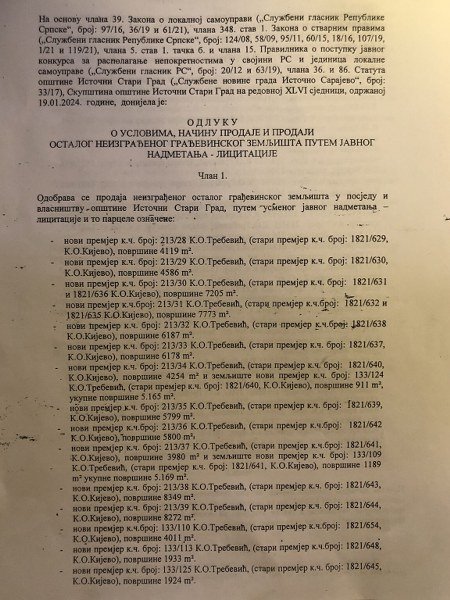 На основу члана 39. Закона о локалној самоуправи („Службени гласник Републике
Српске", број: 97/16, 36/19 и 61/21), члана 348. став 1. Закона о стварним правима
(„Службени гласник Републике Српске", број: 124/08, 58/09, 95/11, 60/15, 18/16, 107/19,
1/21 и 119/21), члана 5. став 1. тачка б. и члана 15. Правилника о поступку јавног
конкурса за располагање непокретностима у својини РС и јединица локалне
самоуправе („Службени гласник РС", број: 20/12 и 63/19), члана 36. и 86. Статута
општине Источни Стари Град („Службене новине града Источно Сарајево", број:
33/17), Скупштина општине Источни Стари Град на редовној XLVI сједници, одржаној
19.01.2024. године, донијела је:
О Д Л У К У
О УСЛОВИМА, НАЧИНУ ПРОДАЈЕ И ПРОДАЈИ
ОСТАЛОГ НЕИЗГРАЂЕНОГ ГРАЂЕВИНСКОГ ЗЕМЉИШТА ПУТЕМ ЈАВНОГ
НАДМЕТАЊА - ЛИЦИТАЦИЈЕ
Члан 1.
Одобрава се продаја неизграђеног осталог грађевинског земљишта у посједу и
власништву општине Источни Стари Град, путем усменог јавног надметања –
лицитације и то парцеле означене:
- нови премјер к.ч. број: 213/28 К.О.Требевић, (стари премјер к.ч. број: 1821/629,
К.О.Кијево), површине 4119 m².
- нови премјер к.ч. број: 213/29 К.О.Требевић, (стари премјер к.ч. број: 1821/630,
К.О.Кијево), површине 4586 m².
- нови премјер к.ч. број: 213/30 К.О.Требевић, (стари премјер к.ч. број: 1821/631
и 1821/636 К.О.Кијево), површине 7205 m².
- нови премјер к.ч. број: 213/31 К.О.Требевић, (стари премјер к.ч.број: 1821/632 и
1821/635 К.О.Кијево), површине 7773 m².
- нови премјер к.ч. број: 213/32 К.О.Требевић, (стари премјер к.ч. број: 1821/638
К.О.Кијево), површине 6187 m².
- нови премјер к.ч. број: 213/33 К.О.Требевић, (стари премјер к.ч. број: 1821/637,
К.О.Кијево), површине 6178 m².
- нови премјер к.ч. број: 213/34 К.О.Требевић, (стари премјер к.ч. број: 1821/640,
К.О.Кијево), површине 4254 m² и земљиште нови премјер к.ч. број: 133/124
К.О.Требевић, (стари премјер к.ч. број: 1821/640, К.О.Кијево), површине 911 m²,
укупне површине 5.165 m².
- нови премјер к.ч. број: 213/35 К.О.Требевић, (стари премјер к.ч. број: 1821/639,
К.О.Кијево), површине 5799 m².
- нови премјер к.ч. број: 213/36 К.О.Требевић, (стари премјер к.ч. број: 1821/642
К.О.Кијево), површине 5800 m².
- нови премјер к.ч. број: 213/37 К.О.Требевић, (стари премјер к.ч. број: 1821/641,
К.О.Кијево), површине 3980 m² и земљиште нови премјер к.ч. број: 133/109
К.О.Требевић, (стари премјер к.ч. број: 1821/641, К.О.Кијево), површине 1189
m² укупне површине 5.169 m².
- нови премјер к.ч. број: 213/38 К.О.Требевић, (стари премјер к.ч. број: 1821/643,
К.О.Кијево), површине 8349 m².
- нови премјер к.ч. број: 213/39 К.О.Требевић, (стари премјер к.ч. број: 1821/644,
К.О.Кијево), површине 8272 m².
- нови премјер к.ч.број: 133/110 К.О.Требевић, (стари премјер к.ч. број: 1821/654,
К.О.Кијево), површине 4011 m².
- нови премјер к.ч. број: 133/113 К.О.Требевић, (стари премјер к.ч. број: 1821/648,
К.О.Кијево), површине 1933 m².
- нови премјер к.ч. број: 133/125 К.О.Требевић, (стари премјер к.ч. број: 1821/645,
К.О.Кијево), површине 1924 m².